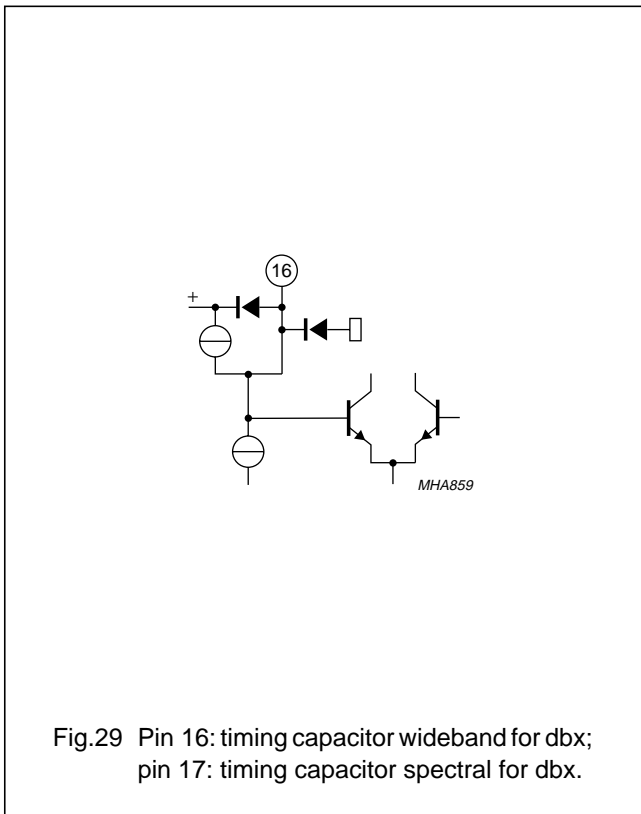 16
+
MHA859
Fig.29 Pin 16: timing capacitor wideband for dbx;
pin 17: timing capacitor spectral for dbx.